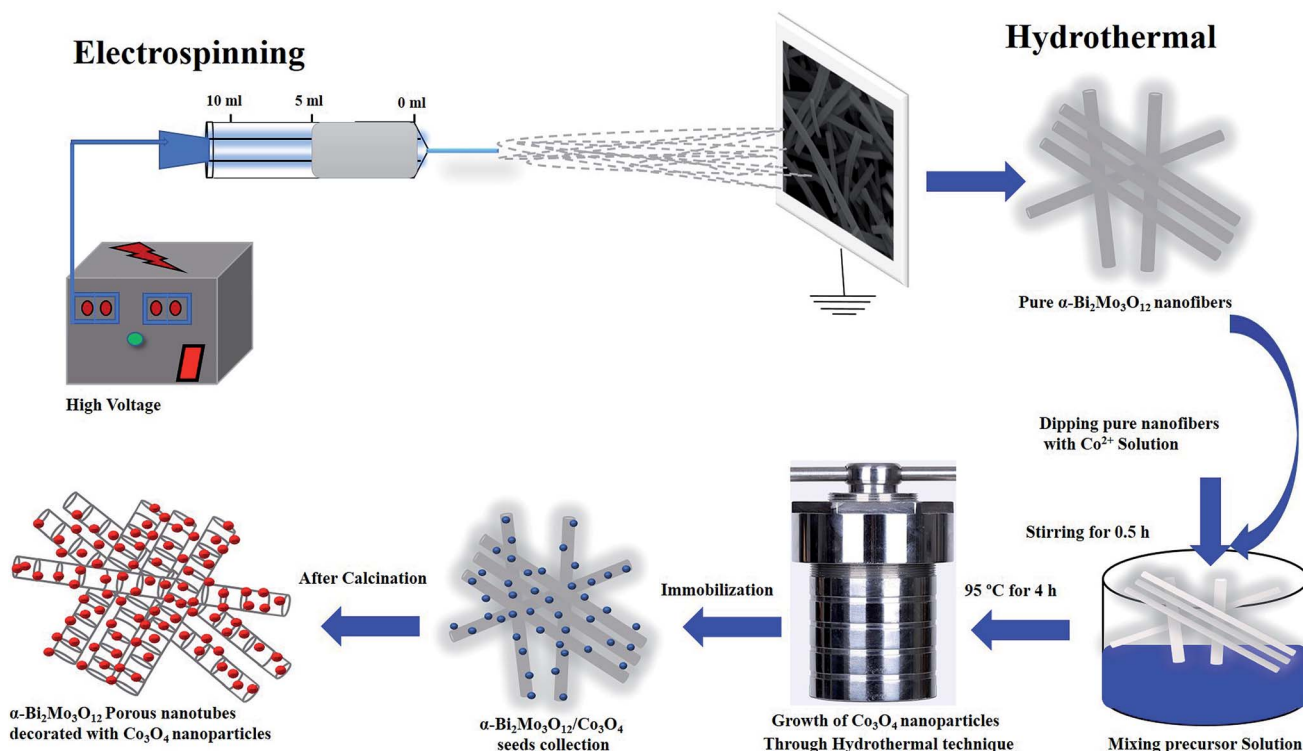 Electrospinning
Hydrothermal
10 ml
5 ml
0 ml
High Voltage
Pure α-Bi₂Mo₃O₁₂ nanofibers
Dipping pure nanofibers
with Co²⁺ Solution
Stirring for 0.5 h
Mixing precursor Solution
95 ºC for 4 h
Growth of Co₃O₄ nanoparticles
Through Hydrothermal technique
Immobilization
α-Bi₂Mo₃O₁₂/Co₃O₄
seeds collection
After Calcination
α-Bi₂Mo₃O₁₂ Porous nanotubes
decorated with Co₃O₄ nanoparticles